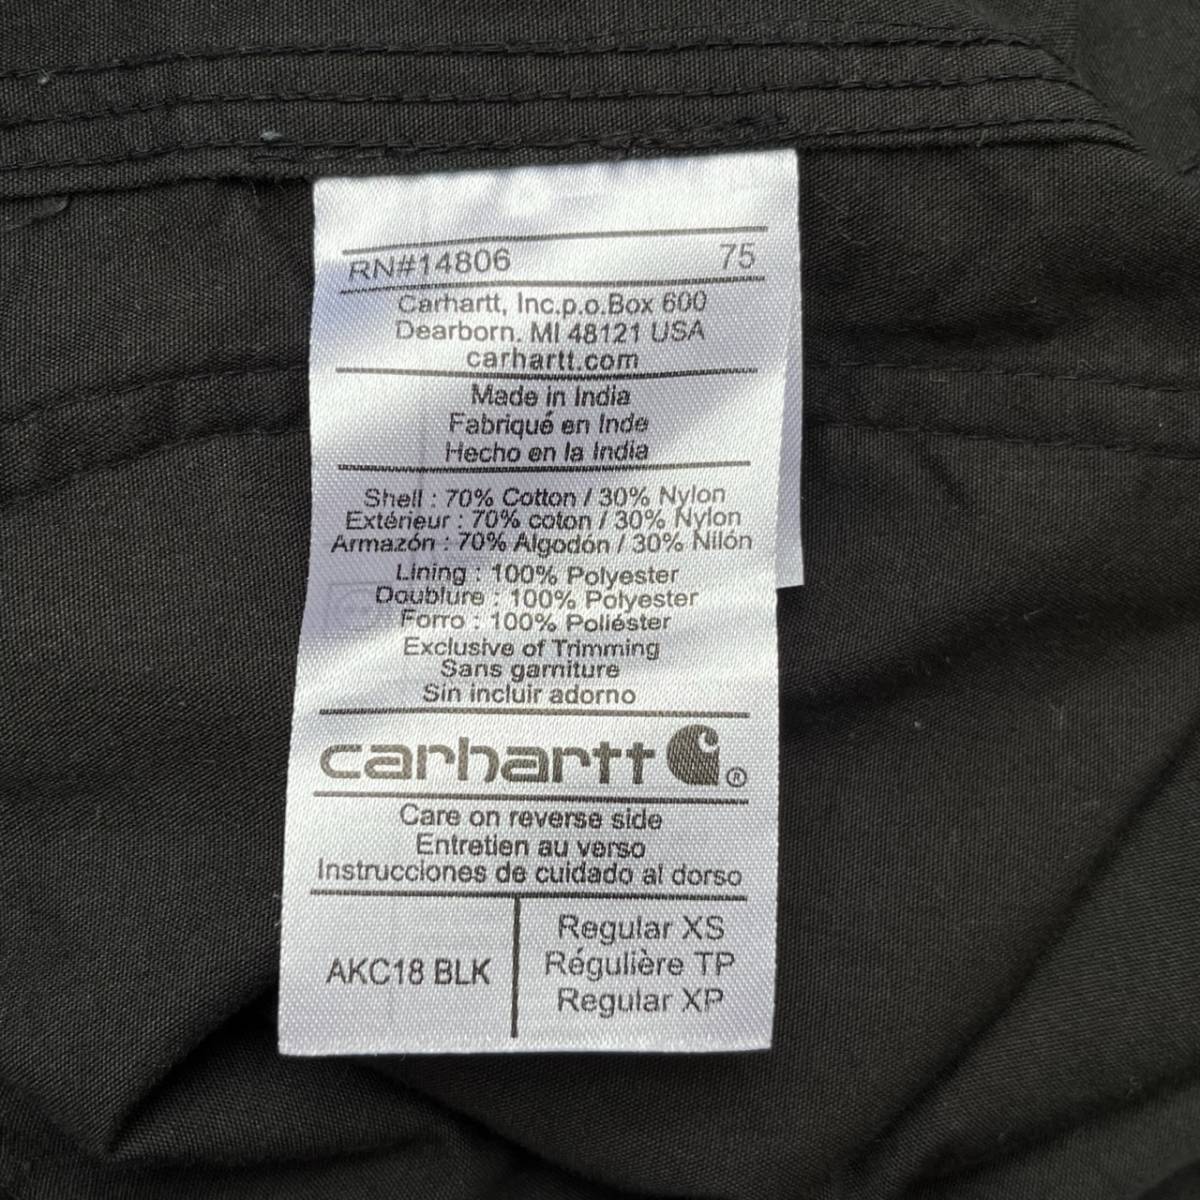 RN#14806 75
Carhartt, Inc.p.o.Box 600
Dearborn. MI 48121 USA
carhartt.com
Made in India
Fabriqué en Inde
Hecho en la India
Shell : 70% Cotton / 30% Nylon
Extérieur : 70% coton / 30% Nylon
Armazón : 70% Algodón / 30% Nilón
Lining : 100% Polyester
Doublure : 100% Polyester
Forro : 100% Poliéster
Exclusive of Trimming
Sans garniture
Sin incluir adorno
carhartt ®
Care on reverse side
Entretien au verso
Instrucciones de cuidado al dorso
AKC18 BLK
Regular XS
Régulière TP
Regular XP